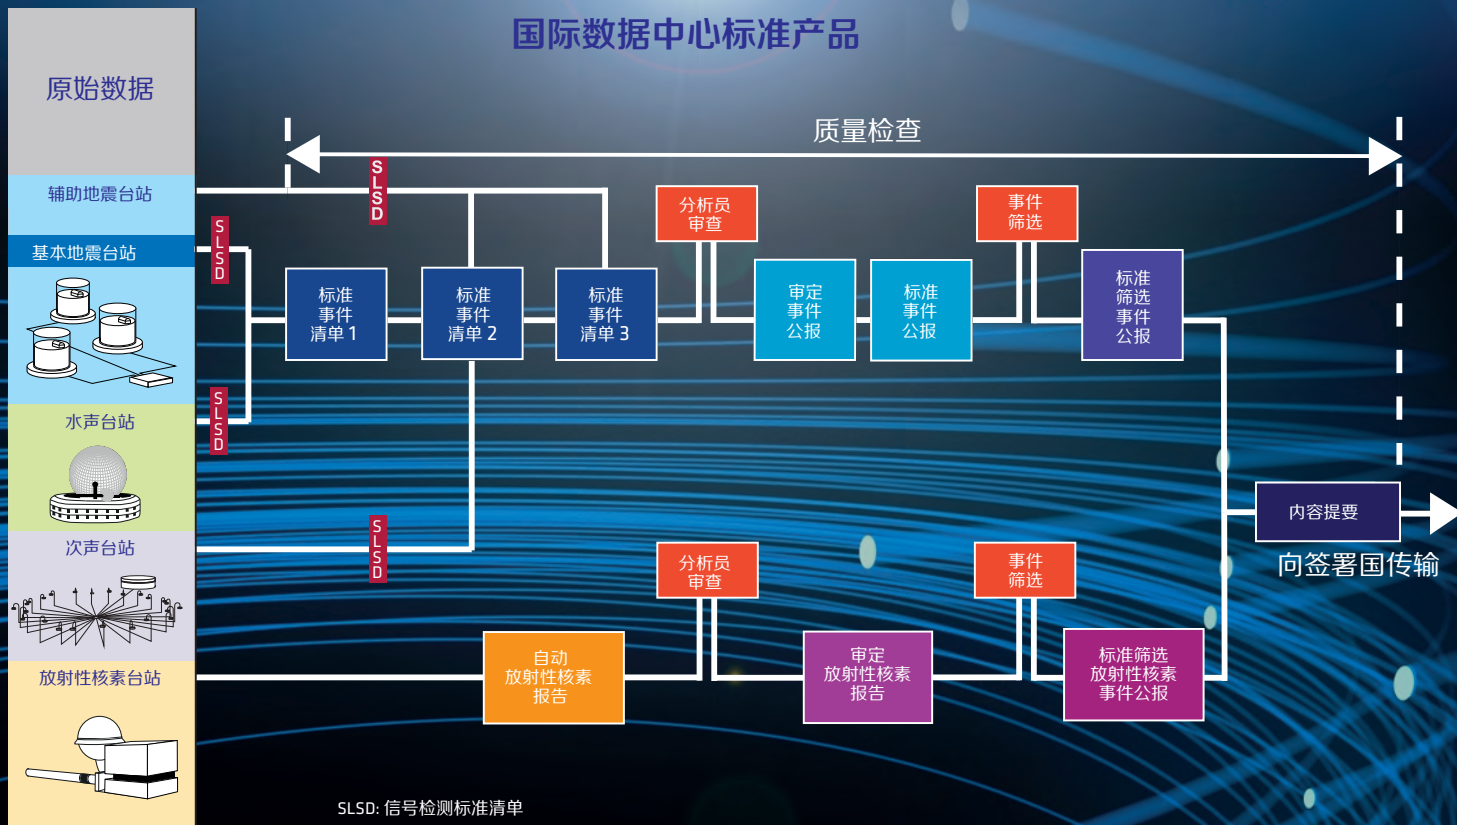 国际数据中心标准产品
原始数据
质量检查
辅助地震台站
SLSD
分析员
审查
事件
筛选
SLSD
基本地震台站
标准
事件
清单 1
标准
事件
清单 2
标准
事件
清单 3
审定
事件
公报
标准
事件
公报
标准
筛选
事件
公报
SLSD
水声台站
内容提要
SLSD
次声台站
向签署国传输
分析员
审查
事件
筛选
放射性核素台站
自动
放射性核素
报告
审定
放射性核素
报告
标准筛选
放射性核素
事件公报
SLSD: 信号检测标准清单